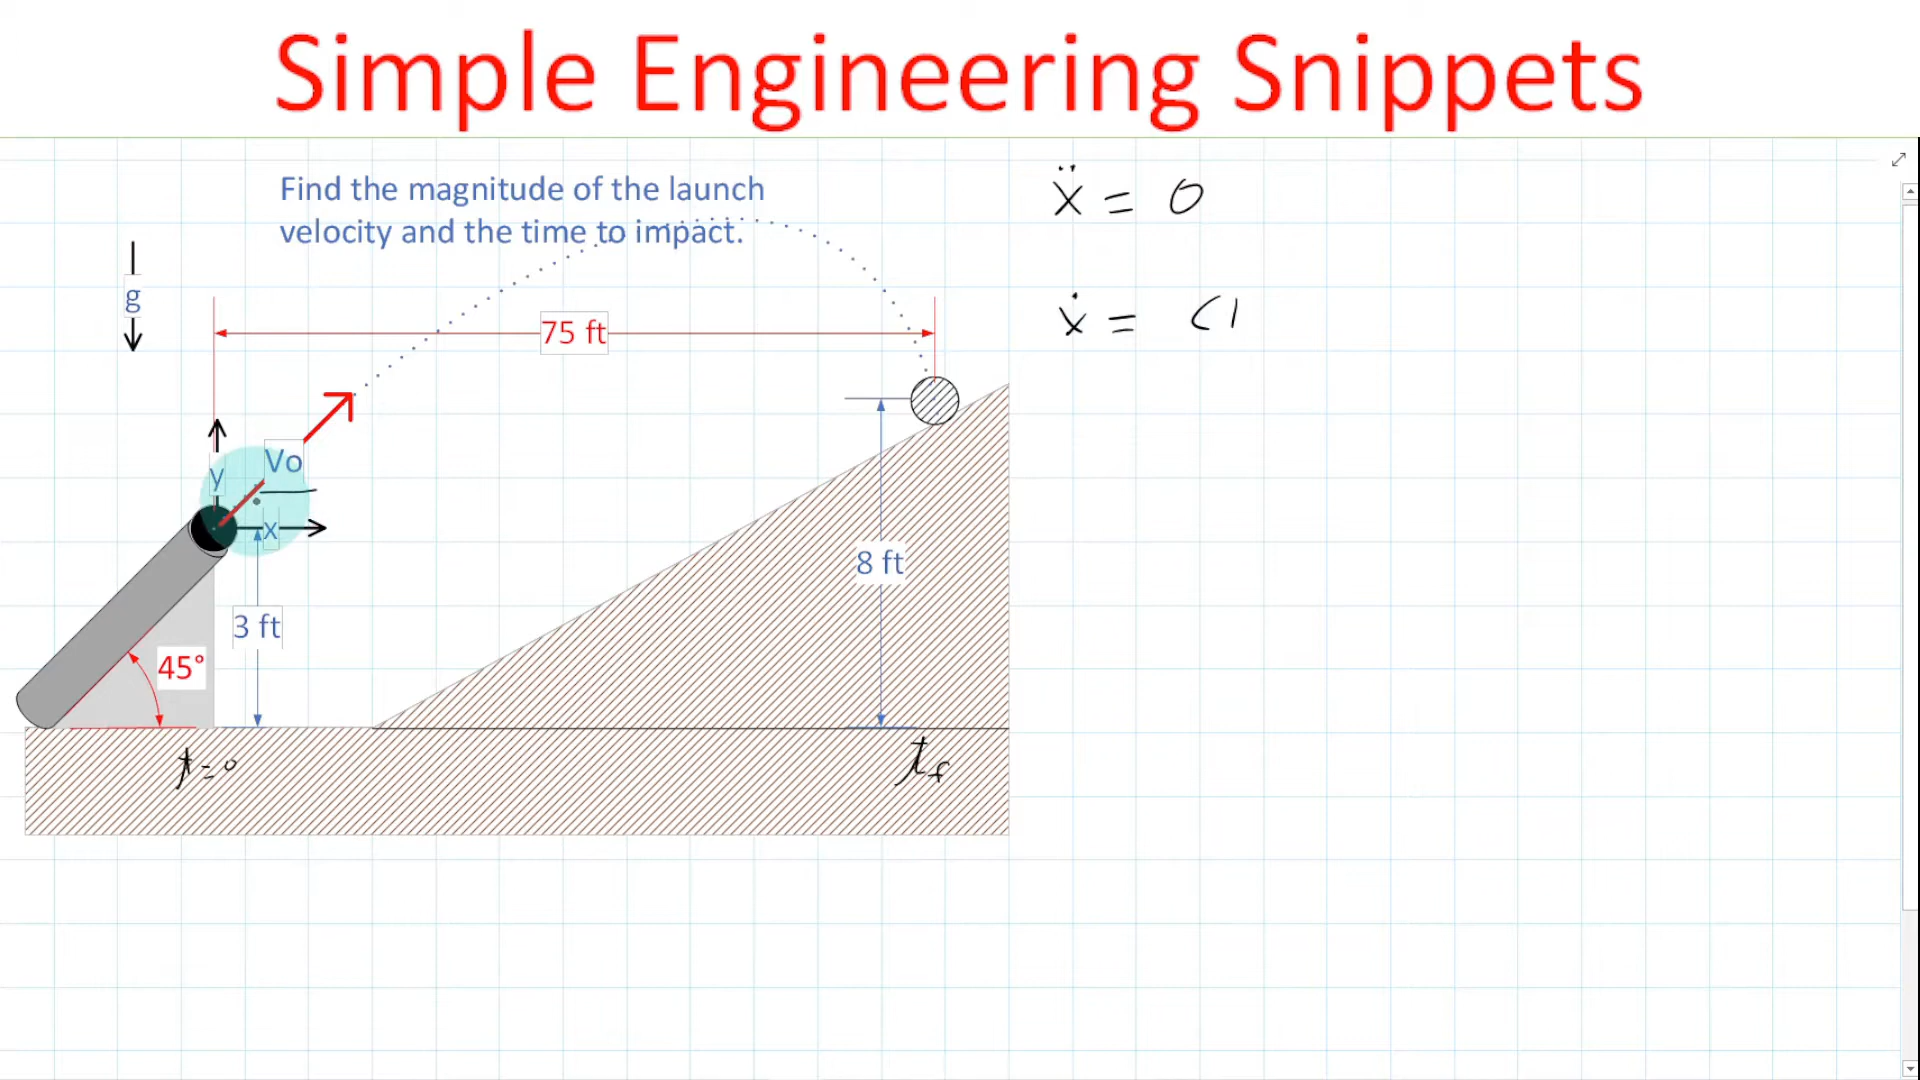 Simple Engineering Snippets
Find the magnitude of the launch
velocity and the time to impact.
g
75 ft
Vo
y
x
8 ft
3 ft
45°
t=0
tf
ẍ = 0
ẋ = C1